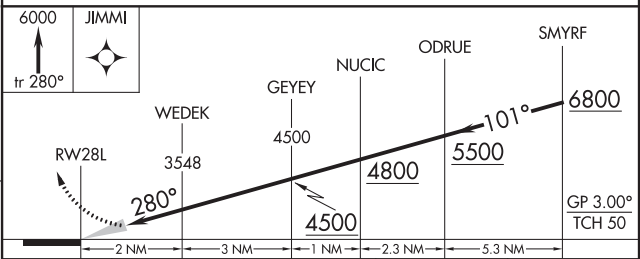 6000
tr 280°
JIMMI
SMYRF
ODRUE
NUCIC
GEYEY
WEDEK
RW28L
6800
101°
5500
4800
4500
4500
3548
280°
GP 3.00°
TCH 50
2 NM
3 NM
1 NM
2.3 NM
5.3 NM